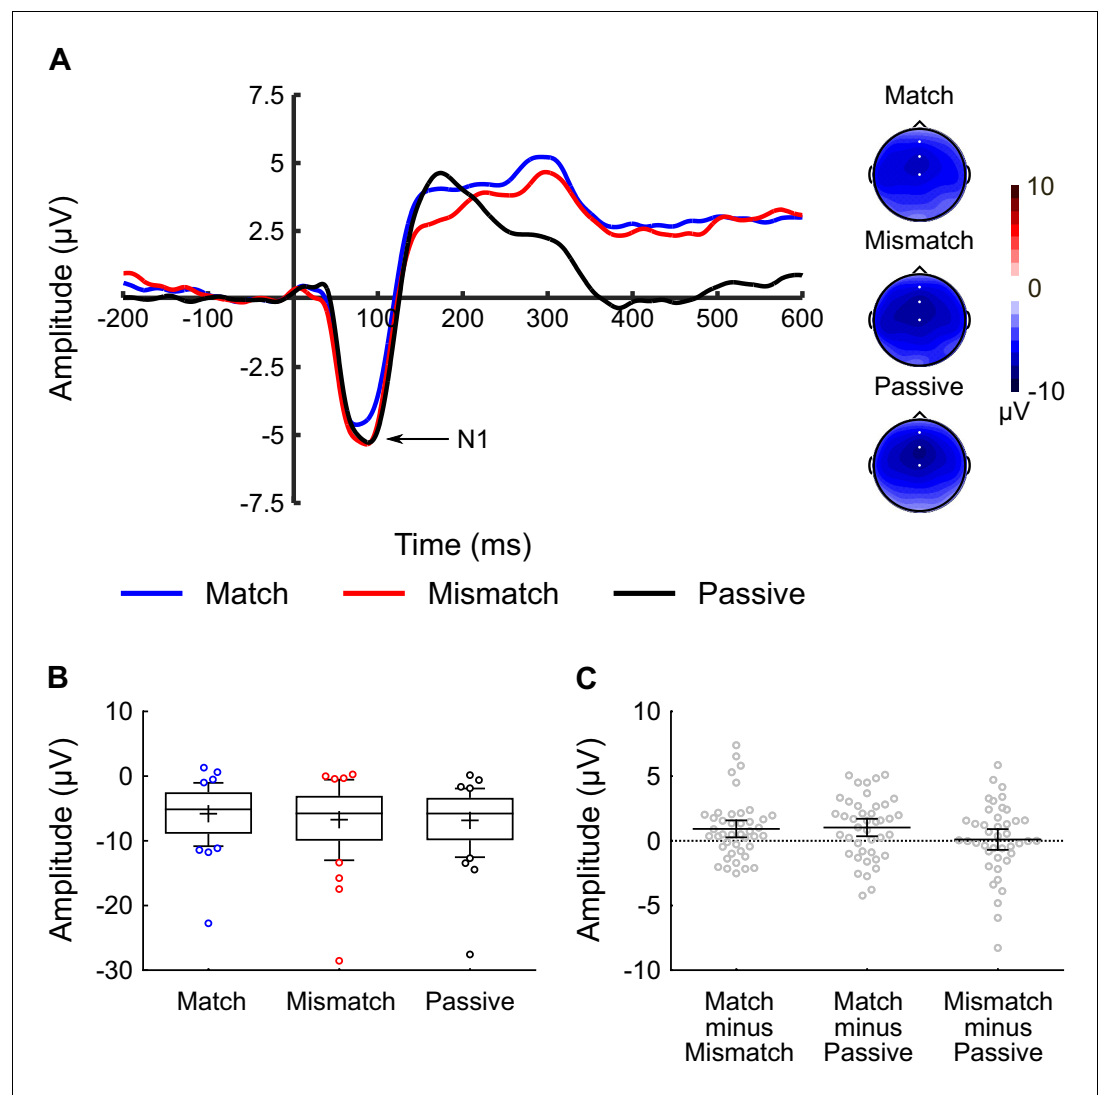 A
Amplitude (µV)
7.5
5
2.5
-2.5
-5
-7.5
-200
-100
100
200
300
400
500
600
N1
Time (ms)
Match
Mismatch
Passive
Match
Mismatch
Passive
10
0
-10
µV
B
Amplitude (µV)
10
0
-10
-20
-30
Match
Mismatch
Passive
C
Amplitude (µV)
10
5
0
-5
-10
Match
minus
Mismatch
Match
minus
Passive
Mismatch
minus
Passive